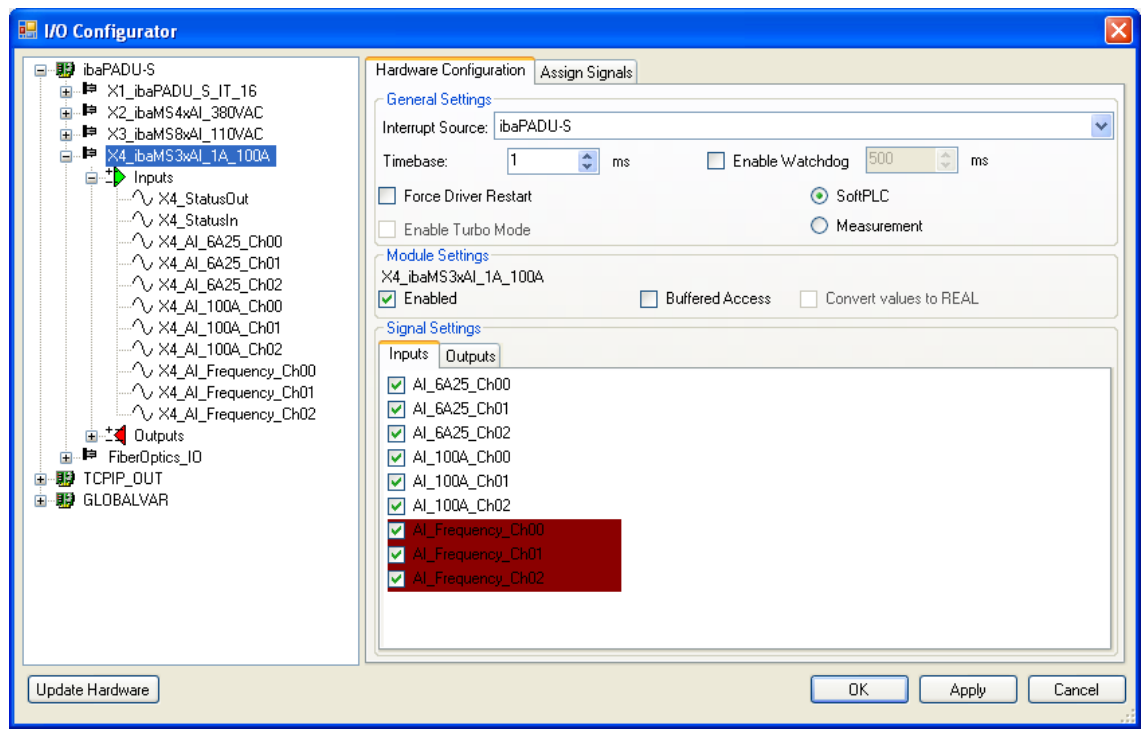 I/O Configurator
ibaPADU-S
X1_ibaPADU_S_IT_16
X2_ibaMS4xAI_380VAC
X3_ibaMS8xAI_110VAC
X4_ibaMS3xAI_1A_100A
Inputs
X4_StatusOut
X4_StatusIn
X4_AI_6A25_Ch00
X4_AI_6A25_Ch01
X4_AI_6A25_Ch02
X4_AI_100A_Ch00
X4_AI_100A_Ch01
X4_AI_100A_Ch02
X4_AI_Frequency_Ch00
X4_AI_Frequency_Ch01
X4_AI_Frequency_Ch02
Outputs
FiberOptics_IO
TCPIP_OUT
GLOBALVAR
Hardware Configuration Assign Signals
General Settings
Interrupt Source: ibaPADU-S
Timebase: 1 ms Enable Watchdog 500 ms
Force Driver Restart SoftPLC
Enable Turbo Mode Measurement
Module Settings
X4_ibaMS3xAI_1A_100A
Enabled Buffered Access Convert values to REAL
Signal Settings
Inputs Outputs
AI_6A25_Ch00
AI_6A25_Ch01
AI_6A25_Ch02
AI_100A_Ch00
AI_100A_Ch01
AI_100A_Ch02
AI_Frequency_Ch00
AI_Frequency_Ch01
AI_Frequency_Ch02
Update Hardware OK Apply Cancel